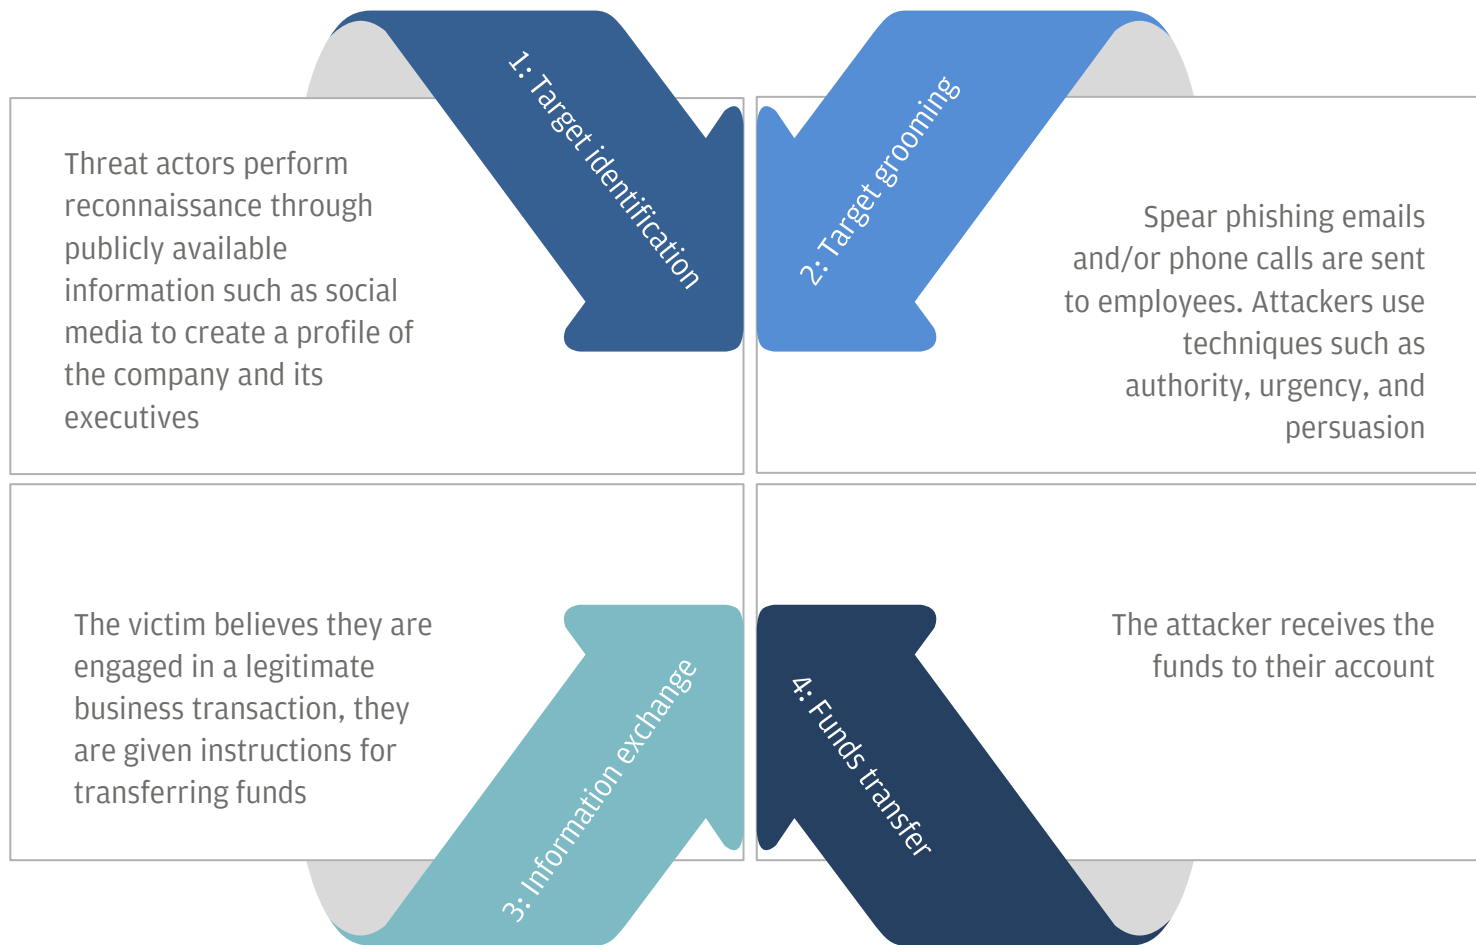 1: Target identification
Threat actors perform
reconnaissance through
publicly available
information such as social
media to create a profile of
the company and its
executives
2: Target grooming
Spear phishing emails
and/or phone calls are sent
to employees. Attackers use
techniques such as
authority, urgency, and
persuasion
3: Information exchange
The victim believes they are
engaged in a legitimate
business transaction, they
are given instructions for
transferring funds
4: Funds transfer
The attacker receives the
funds to their account